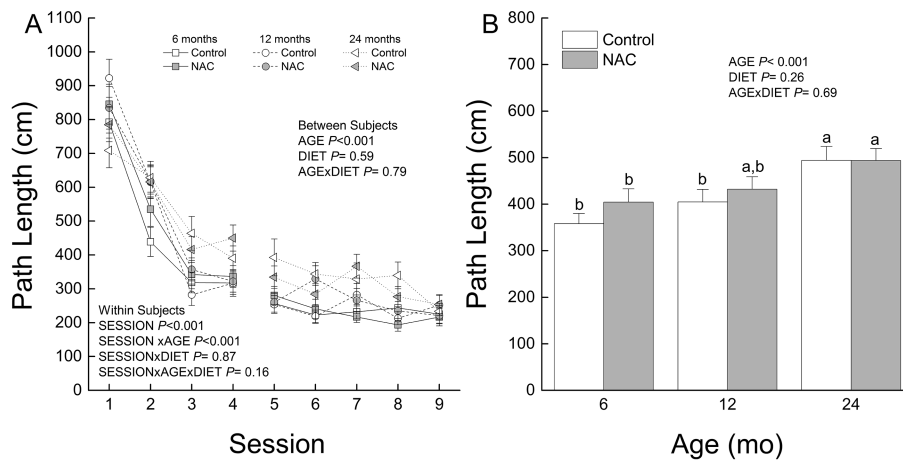 A
6 months 12 months 24 months
Control Control Control
NAC NAC NAC
Between Subjects
AGE P<0.001
DIET P= 0.59
AGExDIET P= 0.79
Within Subjects
SESSION P<0.001
SESSION xAGE P<0.001
SESSIONxDIET P= 0.87
SESSIONxAGExDIET P= 0.16
Path Length (cm)
1100
1000
900
800
700
600
500
400
300
200
100
0
1 2 3 4 5 6 7 8 9
Session
B
Control
NAC
AGE P< 0.001
DIET P= 0.26
AGExDIET P= 0.69
b b b a,b a a
Path Length (cm)
800
700
600
500
400
300
200
100
0
6 12 24
Age (mo)